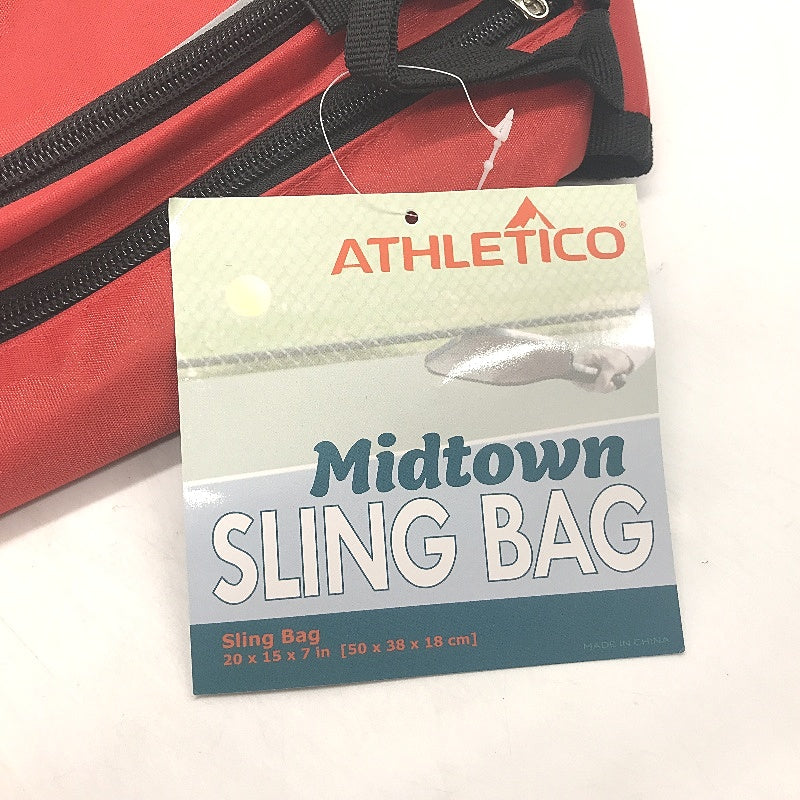 ATHLETICO®
Midtown
SLING BAG
Sling Bag
20 x 15 x 7 in [50 x 38 x 18 cm]
MADE IN CHINA